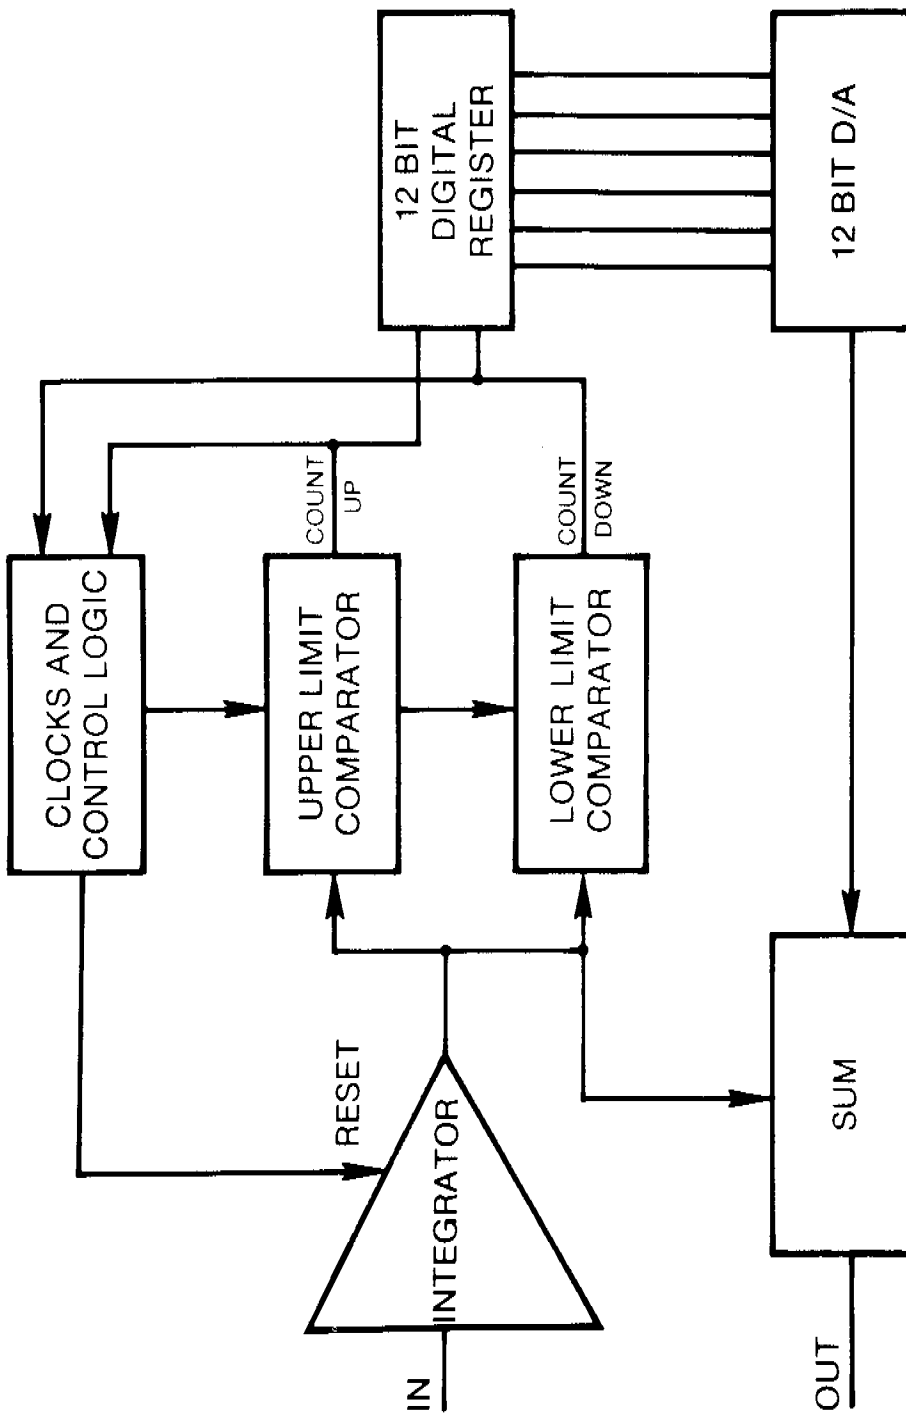 CLOCKS AND
CONTROL LOGIC
UPPER LIMIT
COMPARATOR
COUNT
UP
LOWER LIMIT
COMPARATOR
COUNT
DOWN
12 BIT
DIGITAL
REGISTER
12 BIT D/A
RESET
INTEGRATOR
IN
SUM
OUT